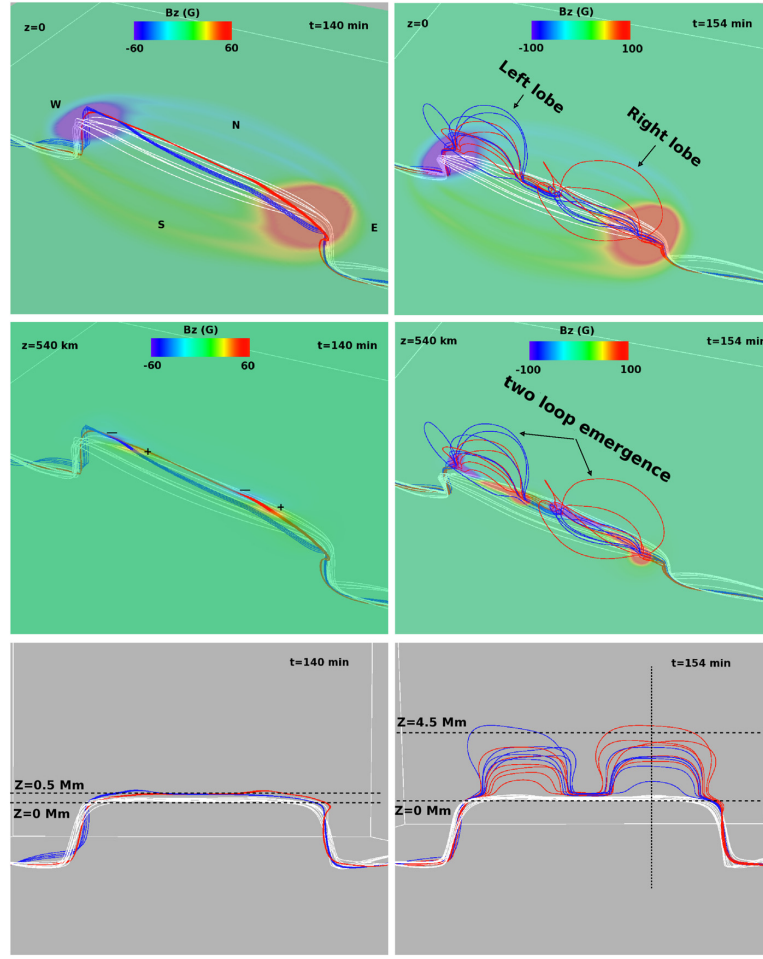 z=0
Bz (G)
t=140 min
-60
60
W
N
S
E
Bz (G)
t=154 min
-100
100
Left lobe
Right lobe
z=540 km
Bz (G)
t=140 min
-60
60
—
+
—
+
z=540 km
Bz (G)
t=154 min
-100
100
two loop emergence
t=140 min
Z=0.5 Mm
Z=0 Mm
t=154 min
Z=4.5 Mm
Z=0 Mm